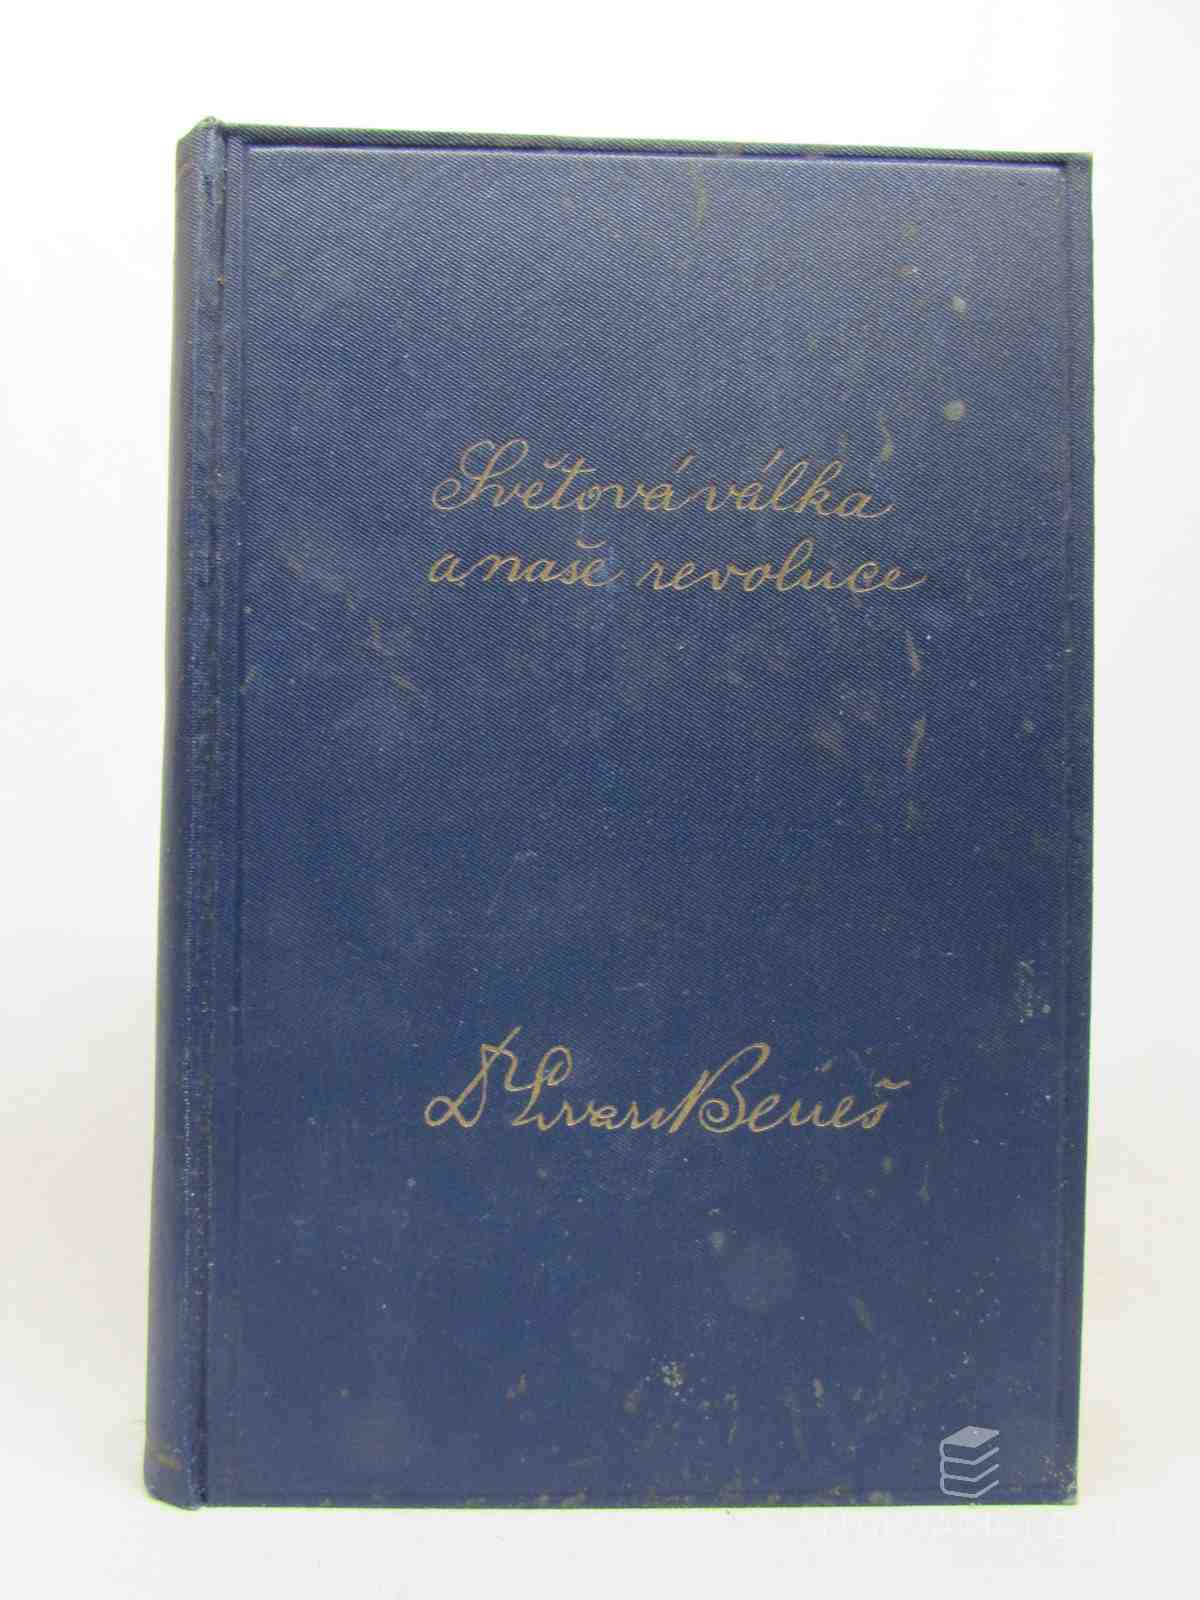 Světová válka
a naše revoluce
Dr Edvard Beneš